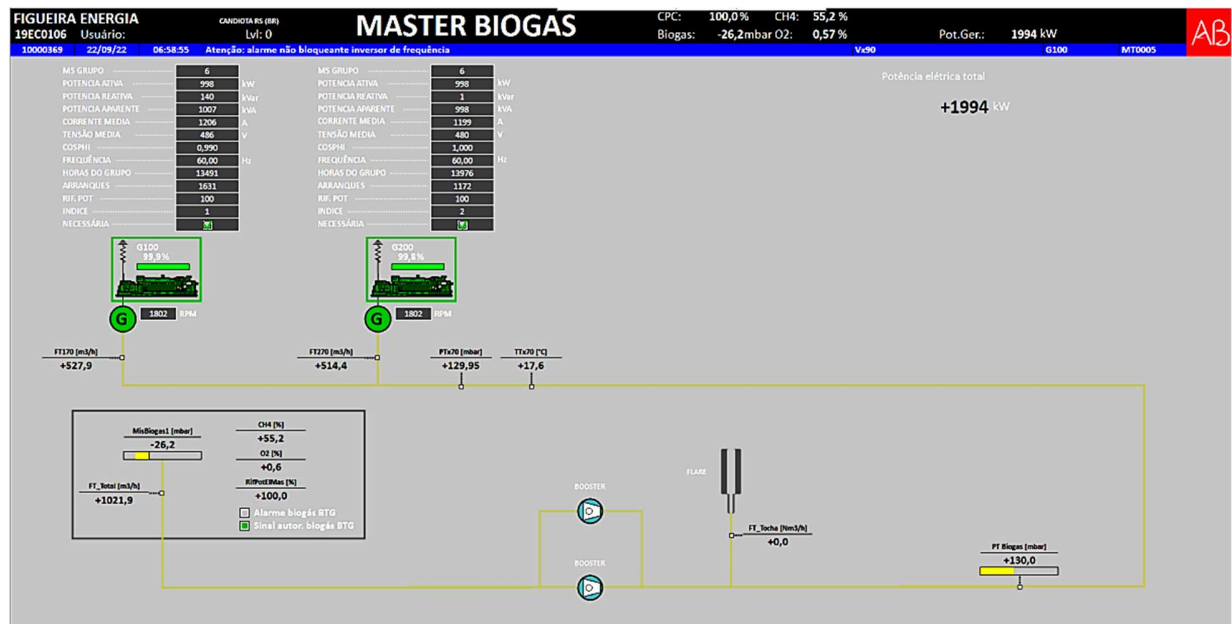 FIGUEIRA ENERGIA CANDIOTA RS (BR) MASTER BIOGAS CPC: 100,0 % CH4: 55,2 %
19EC0106 Usuário: Lvl: 0 Biogas: -26,2mbar O2: 0,57 % Pot.Ger.: 1994 kW AB
10000369 22/09/22 06:58:55 Atenção: alarme não bloqueante inversor de frequência Vx90 G100 MT0005
MS GRUPO 6 MS GRUPO 6
Potência elétrica total
POTENCIA ATIVA 998 kW POTENCIA ATIVA 998 kW
POTENCIA REATIVA 140 kVar POTENCIA REATIVA 1 kVar
POTENCIA APARENTE 1007 kVA POTENCIA APARENTE 998 kVA
+1994 kW
CORRENTE MEDIA 1206 A CORRENTE MEDIA 1199 A
TENSÃO MEDIA 486 V TENSÃO MEDIA 480 V
COSPHI 0,990 COSPHI 1,000
FREQUÊNCIA 60,00 Hz FREQUÊNCIA 60,00 Hz
HORAS DO GRUPO 13491 HORAS DO GRUPO 13976
ARRANQUES 1631 ARRANQUES 1172
RIF. POT 100 RIF. POT 100
INDICE 1 INDICE 2
NECESSÁRIA NECESSÁRIA
G100 G200
99,9% 99,8%
G 1802 RPM G 1802 RPM
FT170 [m3/h] FT270 [m3/h] PTx70 [mbar] TTx70 [°C]
+527,9 +514,4 +129,95 +17,6
MisBiogas1 [mbar] CH4 [%]
-26,2 +55,2
O2 [%]
+0,6
FT_Total [m3/h] RifPotElMas [%]
+1021,9 +100,0
Alarme biogás BTG
Sinal autor. biogás BTG
FLARE
BOOSTER
FT_Tocha [Nm3/h]
+0,0
BOOSTER
PT Biogas [mbar]
+130,0